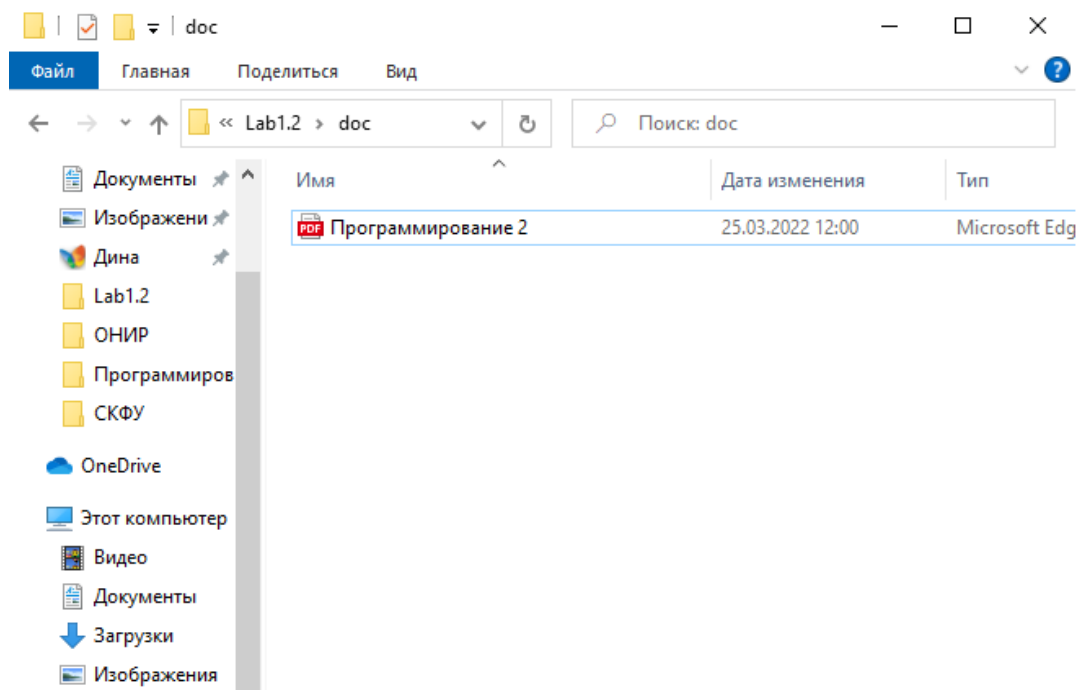 doc
Файл Главная Поделиться Вид ?
« Lab1.2 > doc Поиск: doc
Имя Дата изменения Тип
PDF Программирование 2 25.03.2022 12:00 Microsoft Edg
Документы
Изображени
Дина
Lab1.2
ОНИР
Программиров
СКФУ
OneDrive
Этот компьютер
Видео
Документы
Загрузки
Изображения